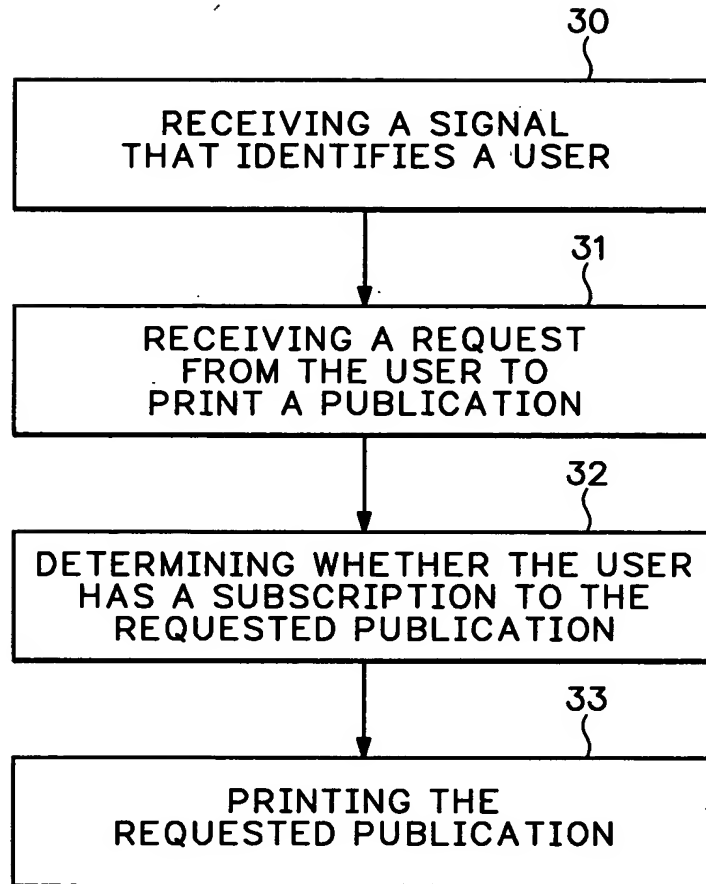 30
RECEIVING A SIGNAL
THAT IDENTIFIES A USER
31
RECEIVING A REQUEST
FROM THE USER TO
PRINT A PUBLICATION
32
DETERMINING WHETHER THE USER
HAS A SUBSCRIPTION TO THE
REQUESTED PUBLICATION
33
PRINTING THE
REQUESTED PUBLICATION